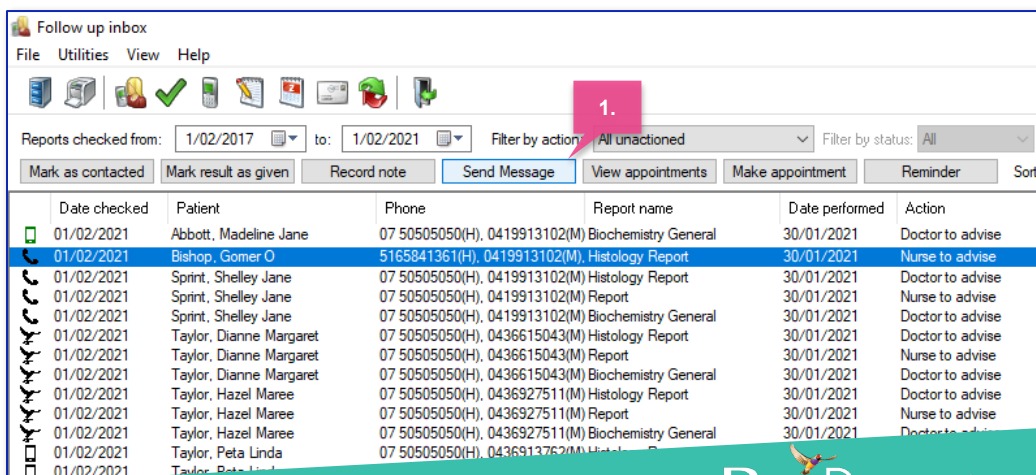 Follow up inbox
File Utilities View Help
1.
Reports checked from: 1/02/2017 to: 1/02/2021 Filter by action: All unactioned Filter by status: All
Mark as contacted Mark result as given Record note Send Message View appointments Make appointment Reminder Sort
Date checked Patient Phone Report name Date performed Action
01/02/2021 Abbott, Madeline Jane 07 50505050(H), 0419913102(M) Biochemistry General 30/01/2021 Doctor to advise
01/02/2021 Bishop, Gomer O 5165841361(H), 0419913102(M), Histology Report 30/01/2021 Nurse to advise
01/02/2021 Sprint, Shelley Jane 07 50505050(H), 0419913102(M) Histology Report 30/01/2021 Doctor to advise
01/02/2021 Sprint, Shelley Jane 07 50505050(H), 0419913102(M) Report 30/01/2021 Nurse to advise
01/02/2021 Sprint, Shelley Jane 07 50505050(H), 0419913102(M) Biochemistry General 30/01/2021 Doctor to advise
01/02/2021 Taylor, Dianne Margaret 07 50505050(H), 0436615043(M) Histology Report 30/01/2021 Doctor to advise
01/02/2021 Taylor, Dianne Margaret 07 50505050(H), 0436615043(M) Report 30/01/2021 Nurse to advise
01/02/2021 Taylor, Dianne Margaret 07 50505050(H), 0436615043(M) Biochemistry General 30/01/2021 Doctor to advise
01/02/2021 Taylor, Hazel Maree 07 50505050(H), 0436927511(M) Histology Report 30/01/2021 Doctor to advise
01/02/2021 Taylor, Hazel Maree 07 50505050(H), 0436927511(M) Report 30/01/2021 Nurse to advise
01/02/2021 Taylor, Hazel Maree 07 50505050(H), 0436927511(M) Biochemistry General 30/01/2021 Doctor to
01/02/2021 Taylor, Peta Linda 07 50505050(H), 0436913762(M)
01/02/2021 Taylor,